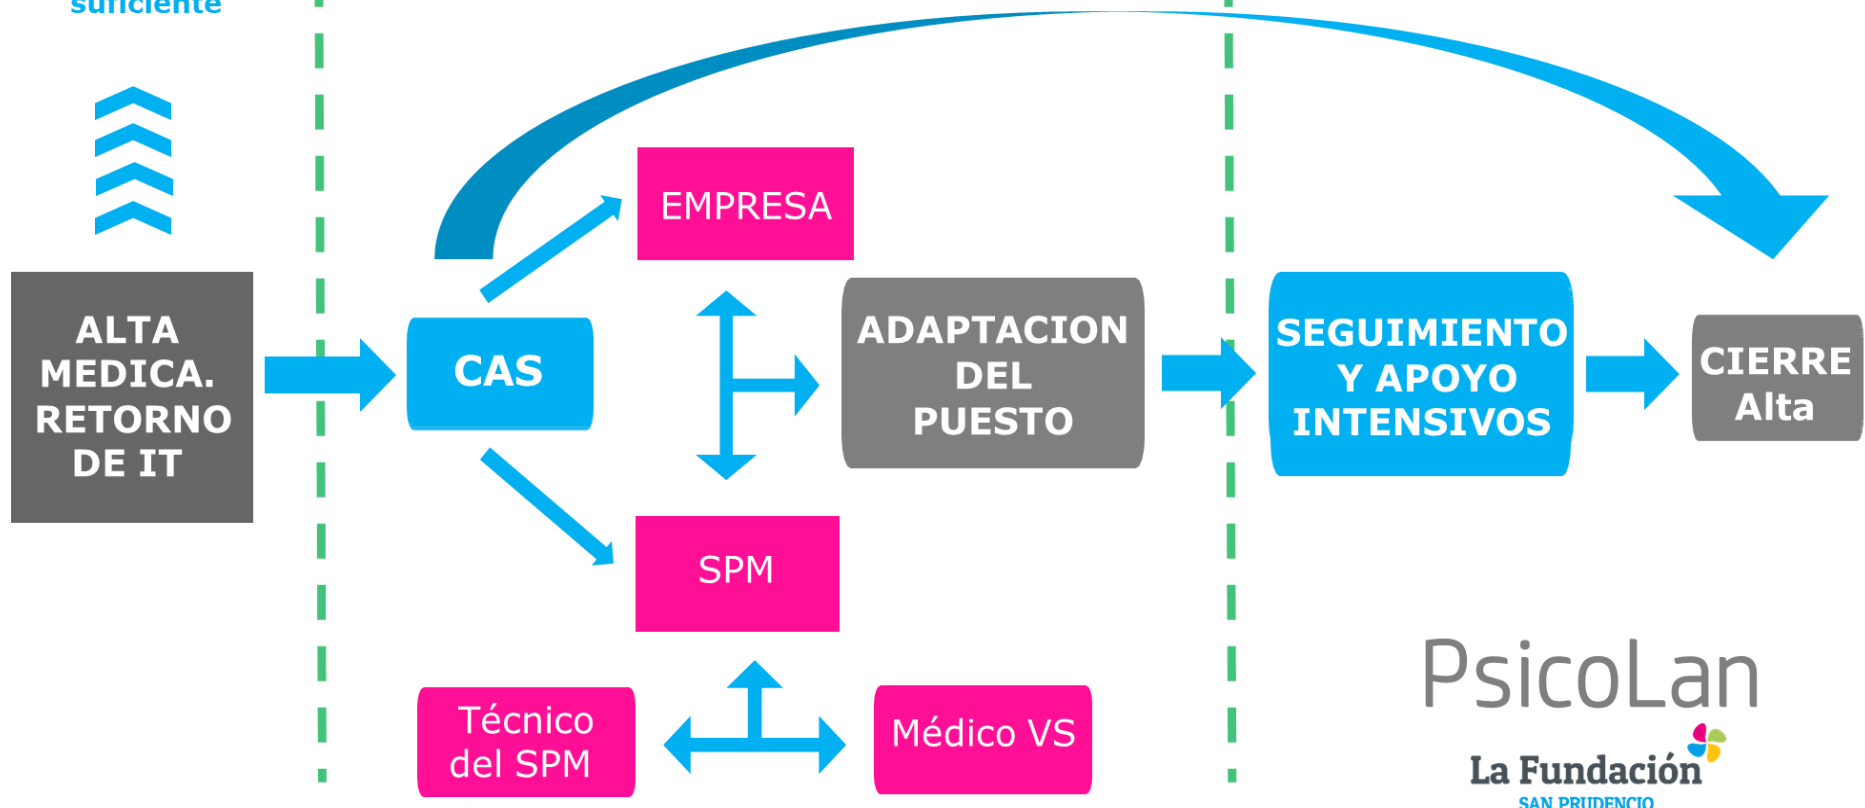 suficiente
ALTA
MEDICA.
RETORNO
DE IT
CAS
EMPRESA
SPM
Técnico
del SPM
Médico VS
ADAPTACION
DEL
PUESTO
SEGUIMIENTO
Y APOYO
INTENSIVOS
CIERRE
Alta
PsicoLan
La Fundación
SAN PRUDENCIO